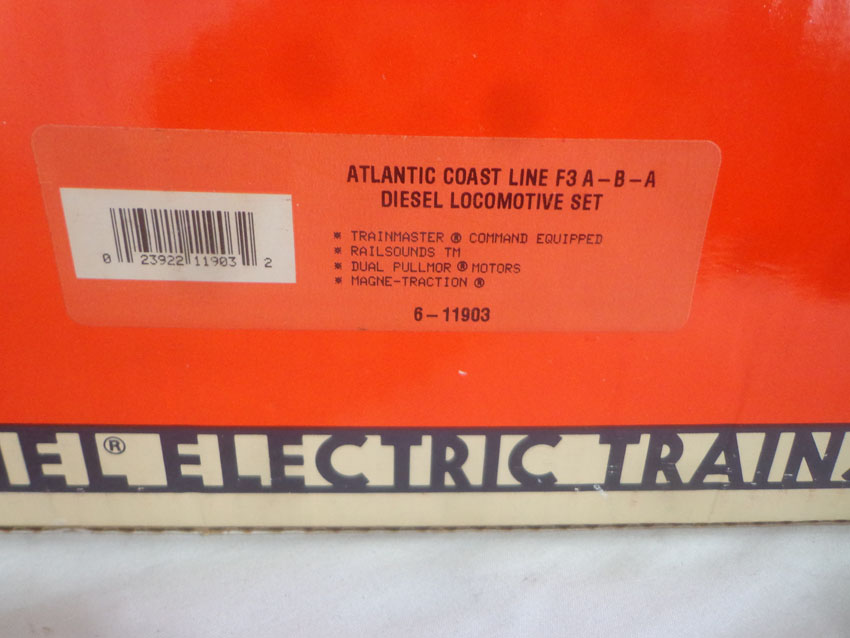 ATLANTIC COAST LINE F3 A-B-A
DIESEL LOCOMOTIVE SET
* TRAINMASTER ® COMMAND EQUIPPED
* RAILSOUNDS TM
* DUAL PULLMOR ® MOTORS
* MAGNE-TRACTION ®
6-11903
0 23922 11903 2
EL® ELECTRIC TRAINS